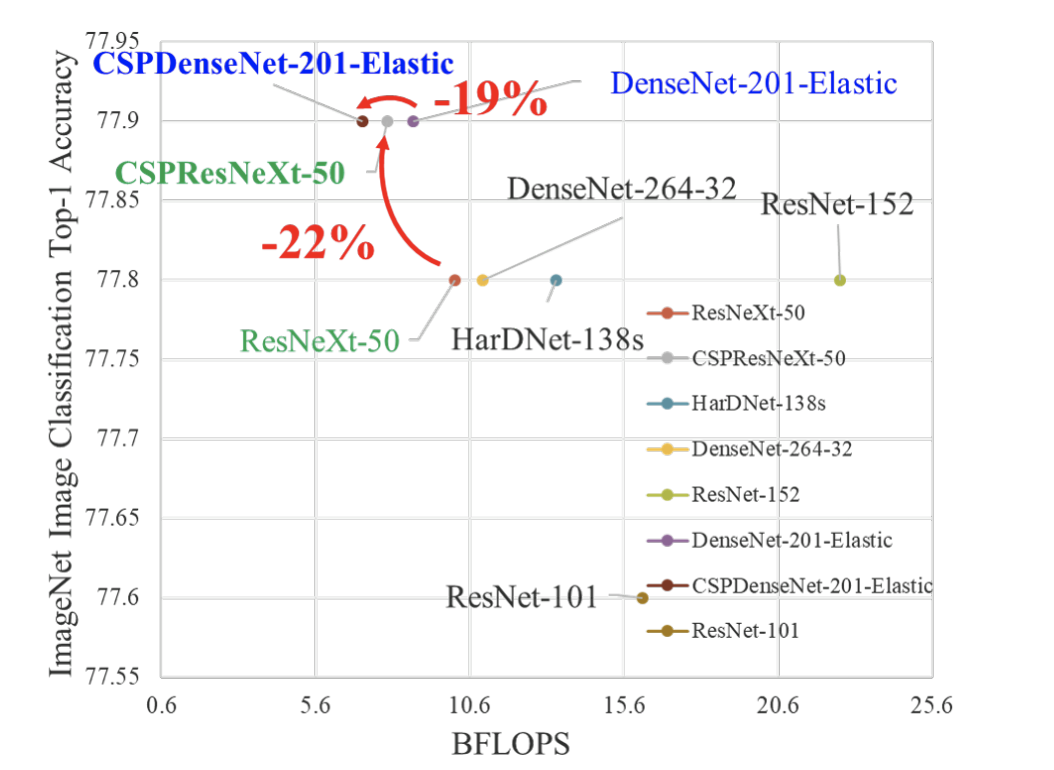 77.95
CSPDenseNet-201-Elastic
DenseNet-201-Elastic
-19%
77.9
CSPResNeXt-50
DenseNet-264-32
77.85
ResNet-152
-22%
77.8
ResNeXt-50
HarDNet-138s
77.75
77.7
77.65
ResNet-101
77.6
77.55
ResNeXt-50
CSPResNeXt-50
HarDNet-138s
DenseNet-264-32
ResNet-152
DenseNet-201-Elastic
CSPDenseNet-201-Elastic
ResNet-101
0.6 5.6 10.6 15.6 20.6 25.6
BFLOPS
ImageNet Image Classification Top-1 Accuracy